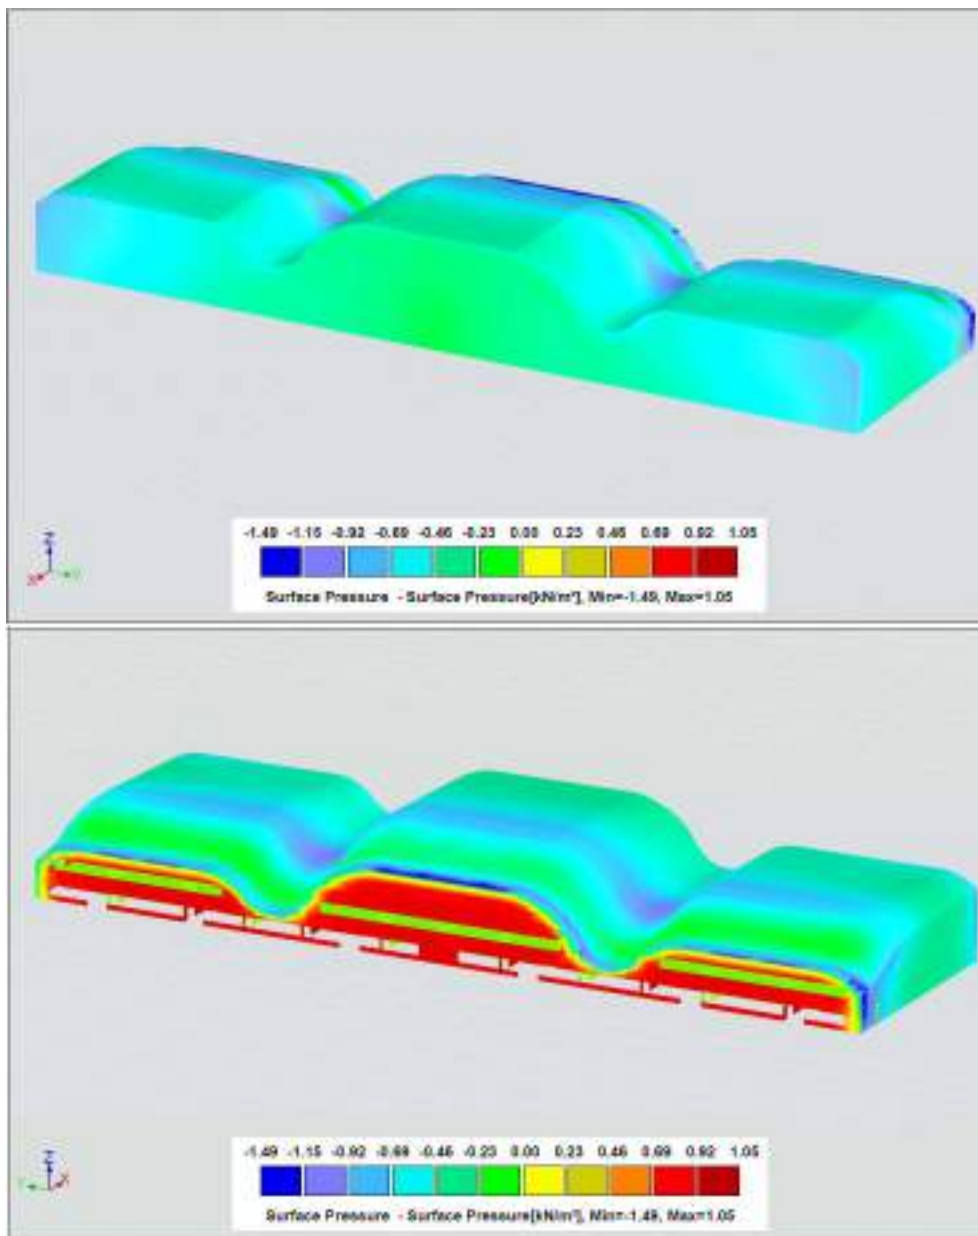 -1.49 -1.15 -0.92 -0.69 -0.46 -0.23 0.00 0.23 0.46 0.69 0.92 1.05
Surface Pressure - Surface Pressure[kN/m²], Min=-1.49, Max=1.05
Z
X Y
-1.49 -1.15 -0.92 -0.69 -0.46 -0.23 0.00 0.23 0.46 0.69 0.92 1.05
Z
Y X
Surface Pressure - Surface Pressure[kN/m²], Min=-1.49, Max=1.05